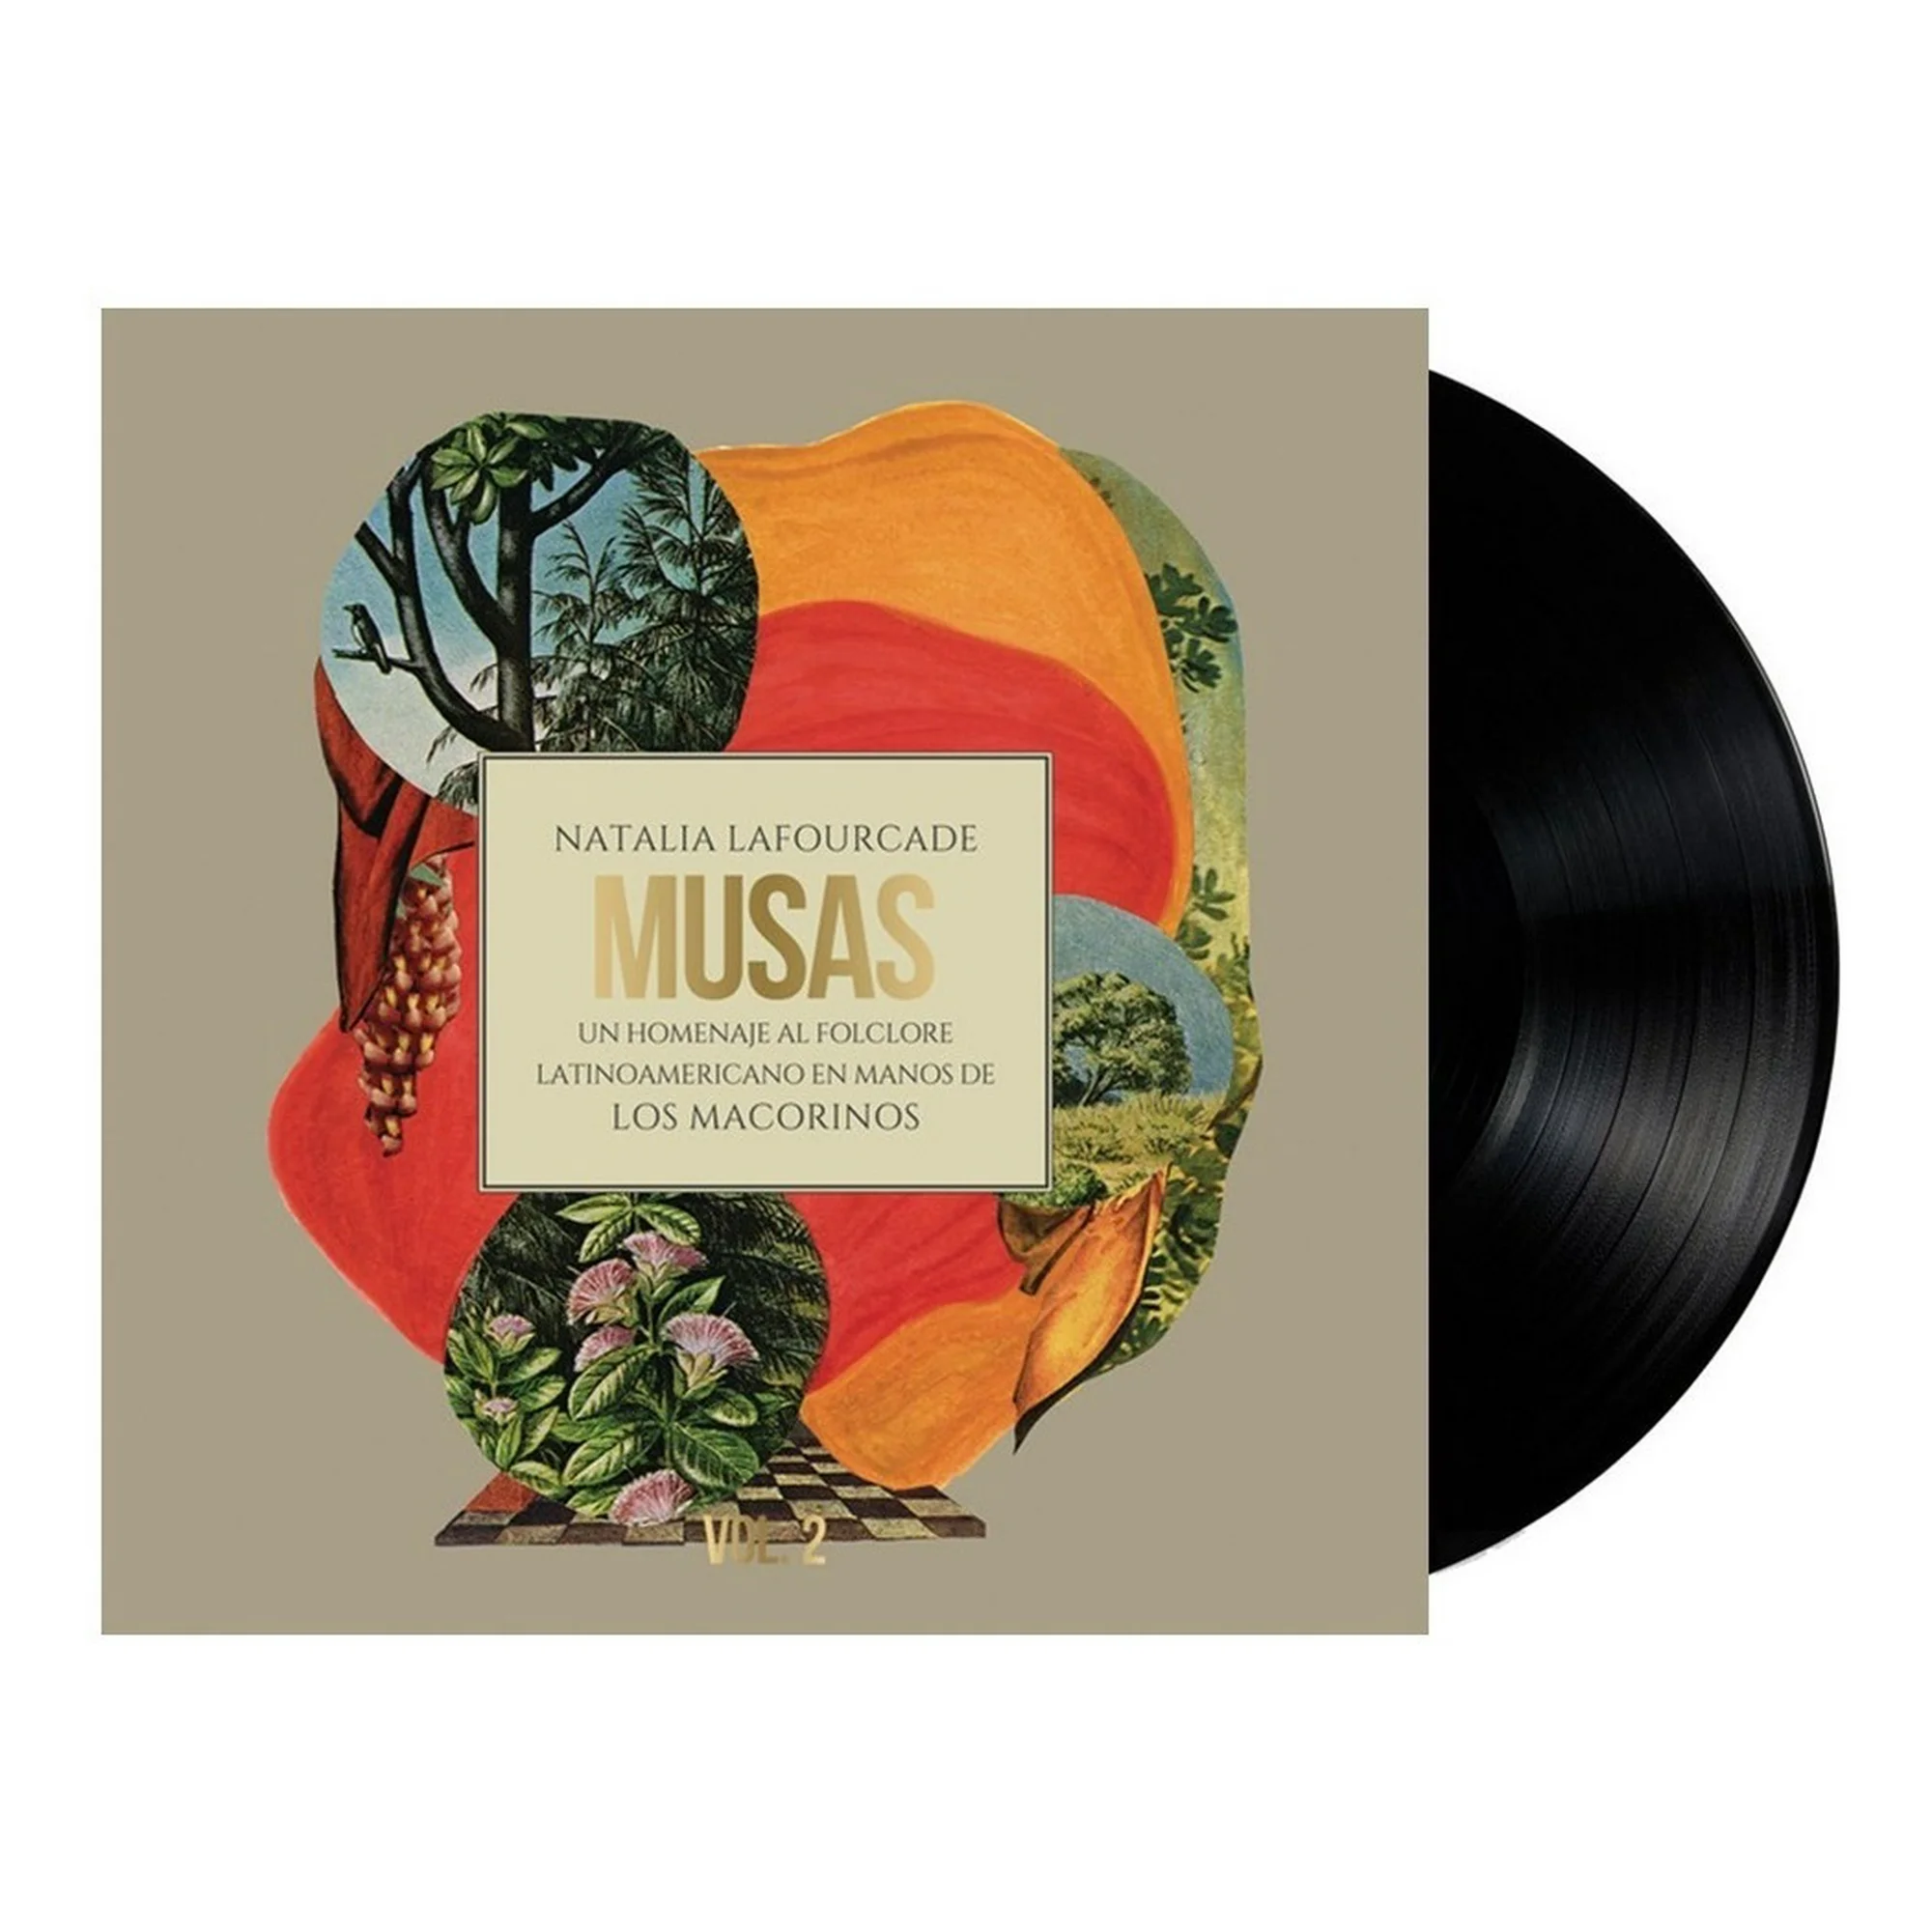 NATALIA LAFOURCADE
MUSAS
UN HOMENAJE AL FOLCLORE
LATINOAMERICANO EN MANOS DE
LOS MACORINOS
VOL. 2